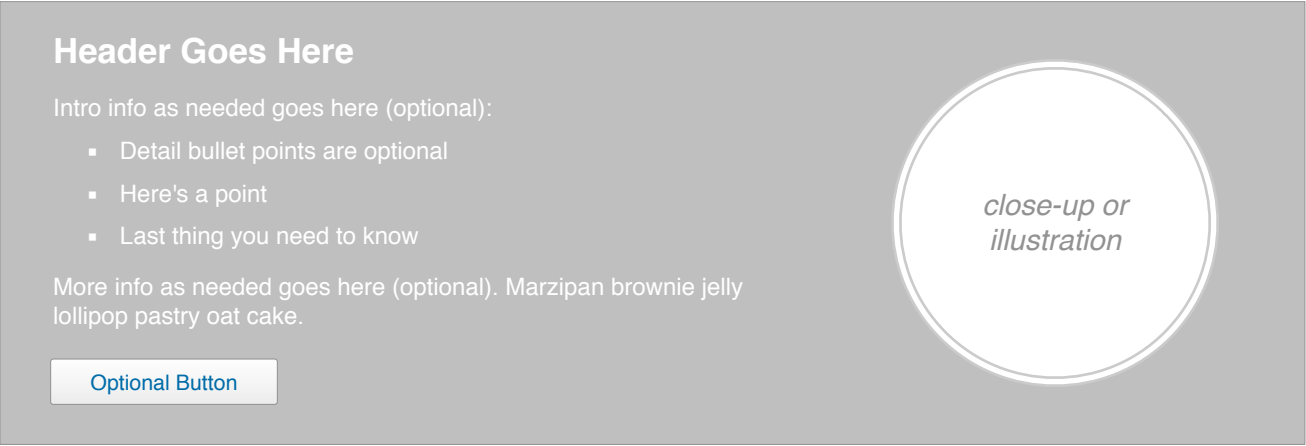 Header Goes Here
Intro info as needed goes here (optional):
▪ Detail bullet points are optional
▪ Here's a point
▪ Last thing you need to know
More info as needed goes here (optional). Marzipan brownie jelly
lollipop pastry oat cake.
Optional Button
close-up or
illustration